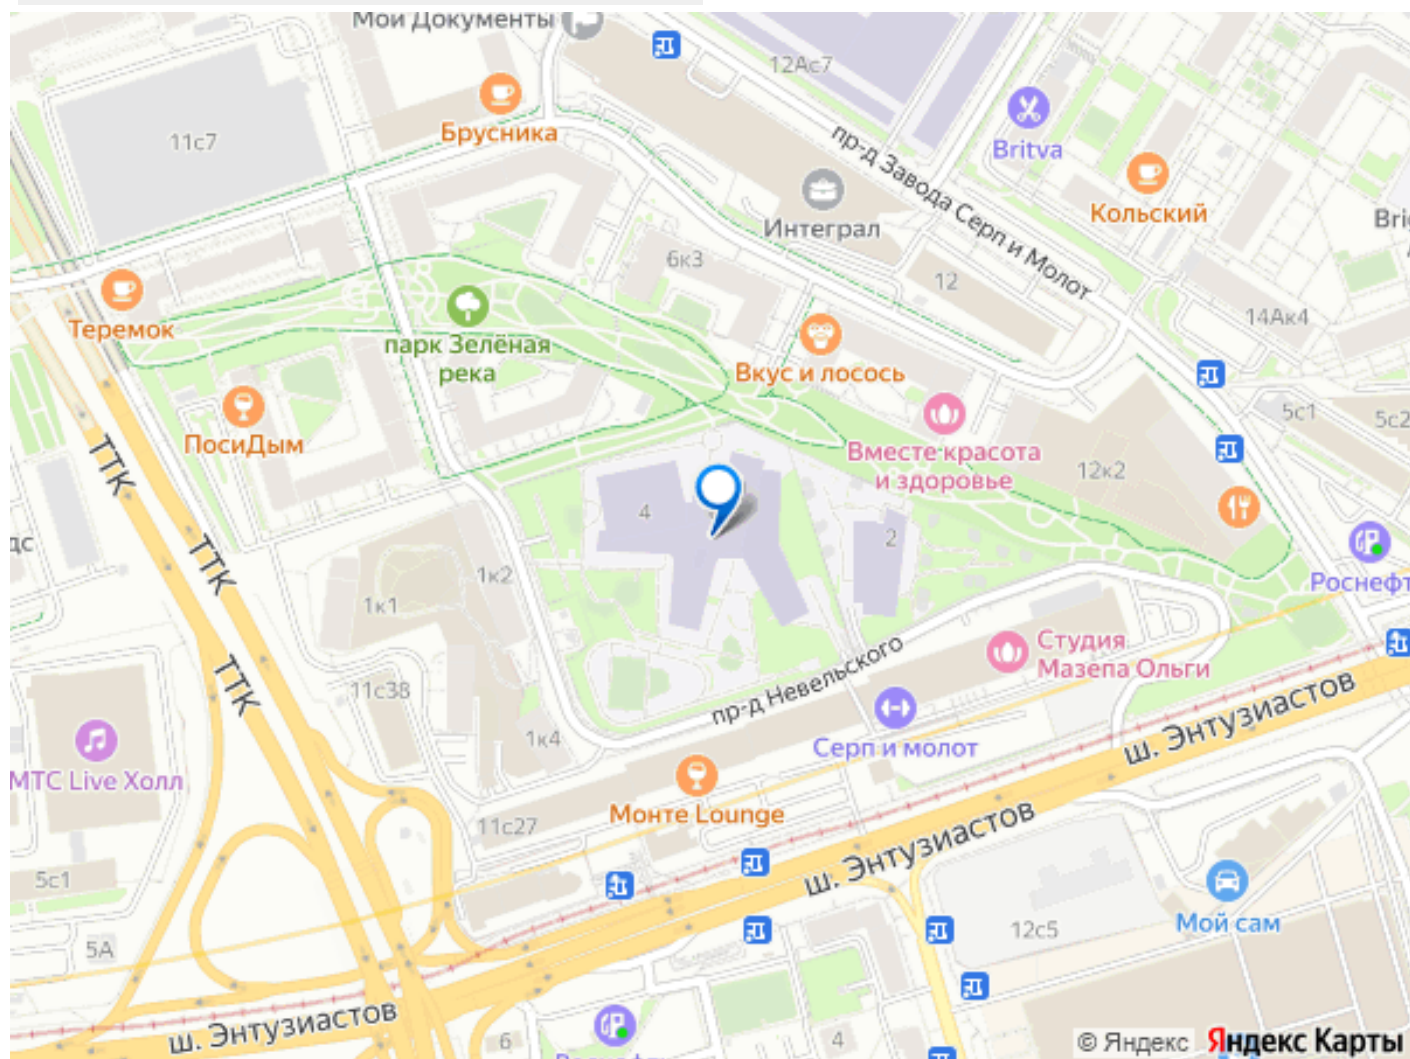 Мои Документы
12Ас7
Брусника
11с7
пр-д Завода Серп и Молот
Britva
Кольский
Интеграл
6к3
12
14Ак4
Теремок
парк Зелёная
река
Вкус и лосось
ПосиДым
5с1
5с2
Вместе красота
и здоровье
12к2
ТТК
4
2
ТТК
1к2
1к1
Роснефт
Студия
Мазепа Ольги
пр-д Невельского
ТТК
11с38
ш. Энтузиастов
1к4
Серп и молот
МТС Live Холл
Монте Lounge
11с27
ш. Энтузиастов
5с1
Мой сам
12с5
5А
ш. Энтузиастов
6
4
© Яндекс Яндекс Карты